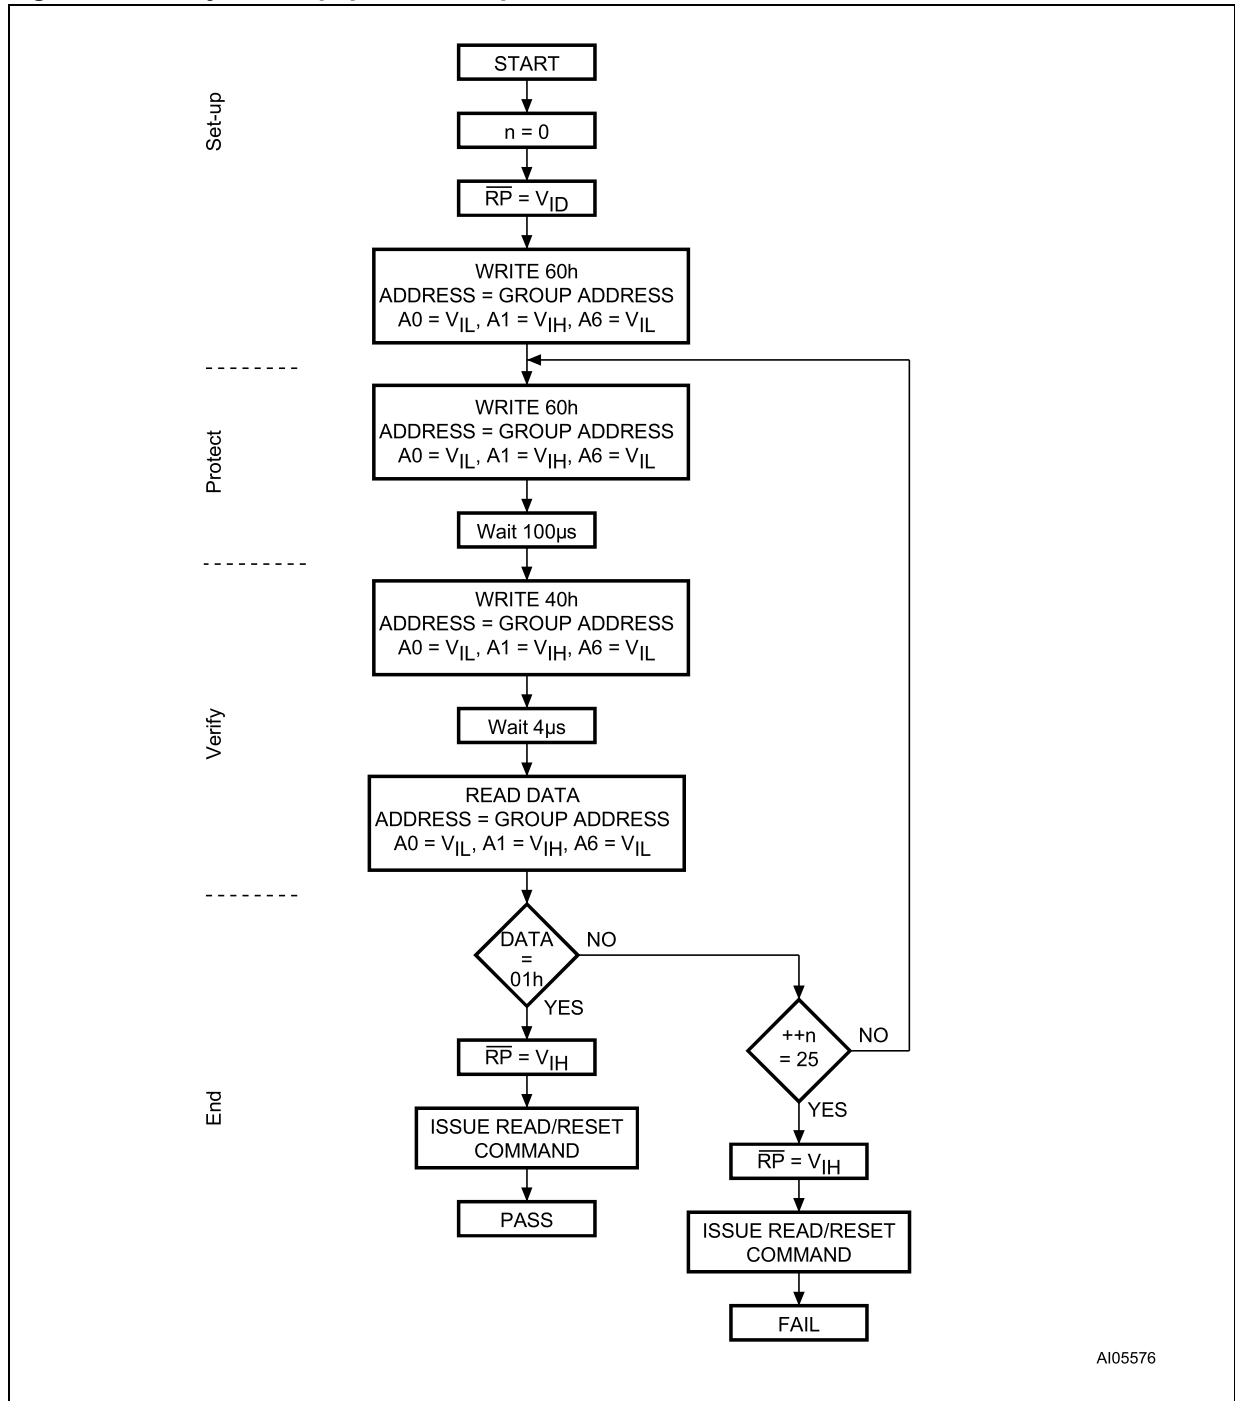 START
Set-up
n = 0
RP = VID
WRITE 60h
ADDRESS = GROUP ADDRESS
A0 = VIL, A1 = VIH, A6 = VIL
Protect
WRITE 60h
ADDRESS = GROUP ADDRESS
A0 = VIL, A1 = VIH, A6 = VIL
Wait 100µs
Verify
WRITE 40h
ADDRESS = GROUP ADDRESS
A0 = VIL, A1 = VIH, A6 = VIL
Wait 4µs
READ DATA
ADDRESS = GROUP ADDRESS
A0 = VIL, A1 = VIH, A6 = VIL
End
DATA
=
01h
NO
YES
++n
= 25
NO
YES
RP = VIH
ISSUE READ/RESET
COMMAND
PASS
RP = VIH
ISSUE READ/RESET
COMMAND
FAIL
AI05576